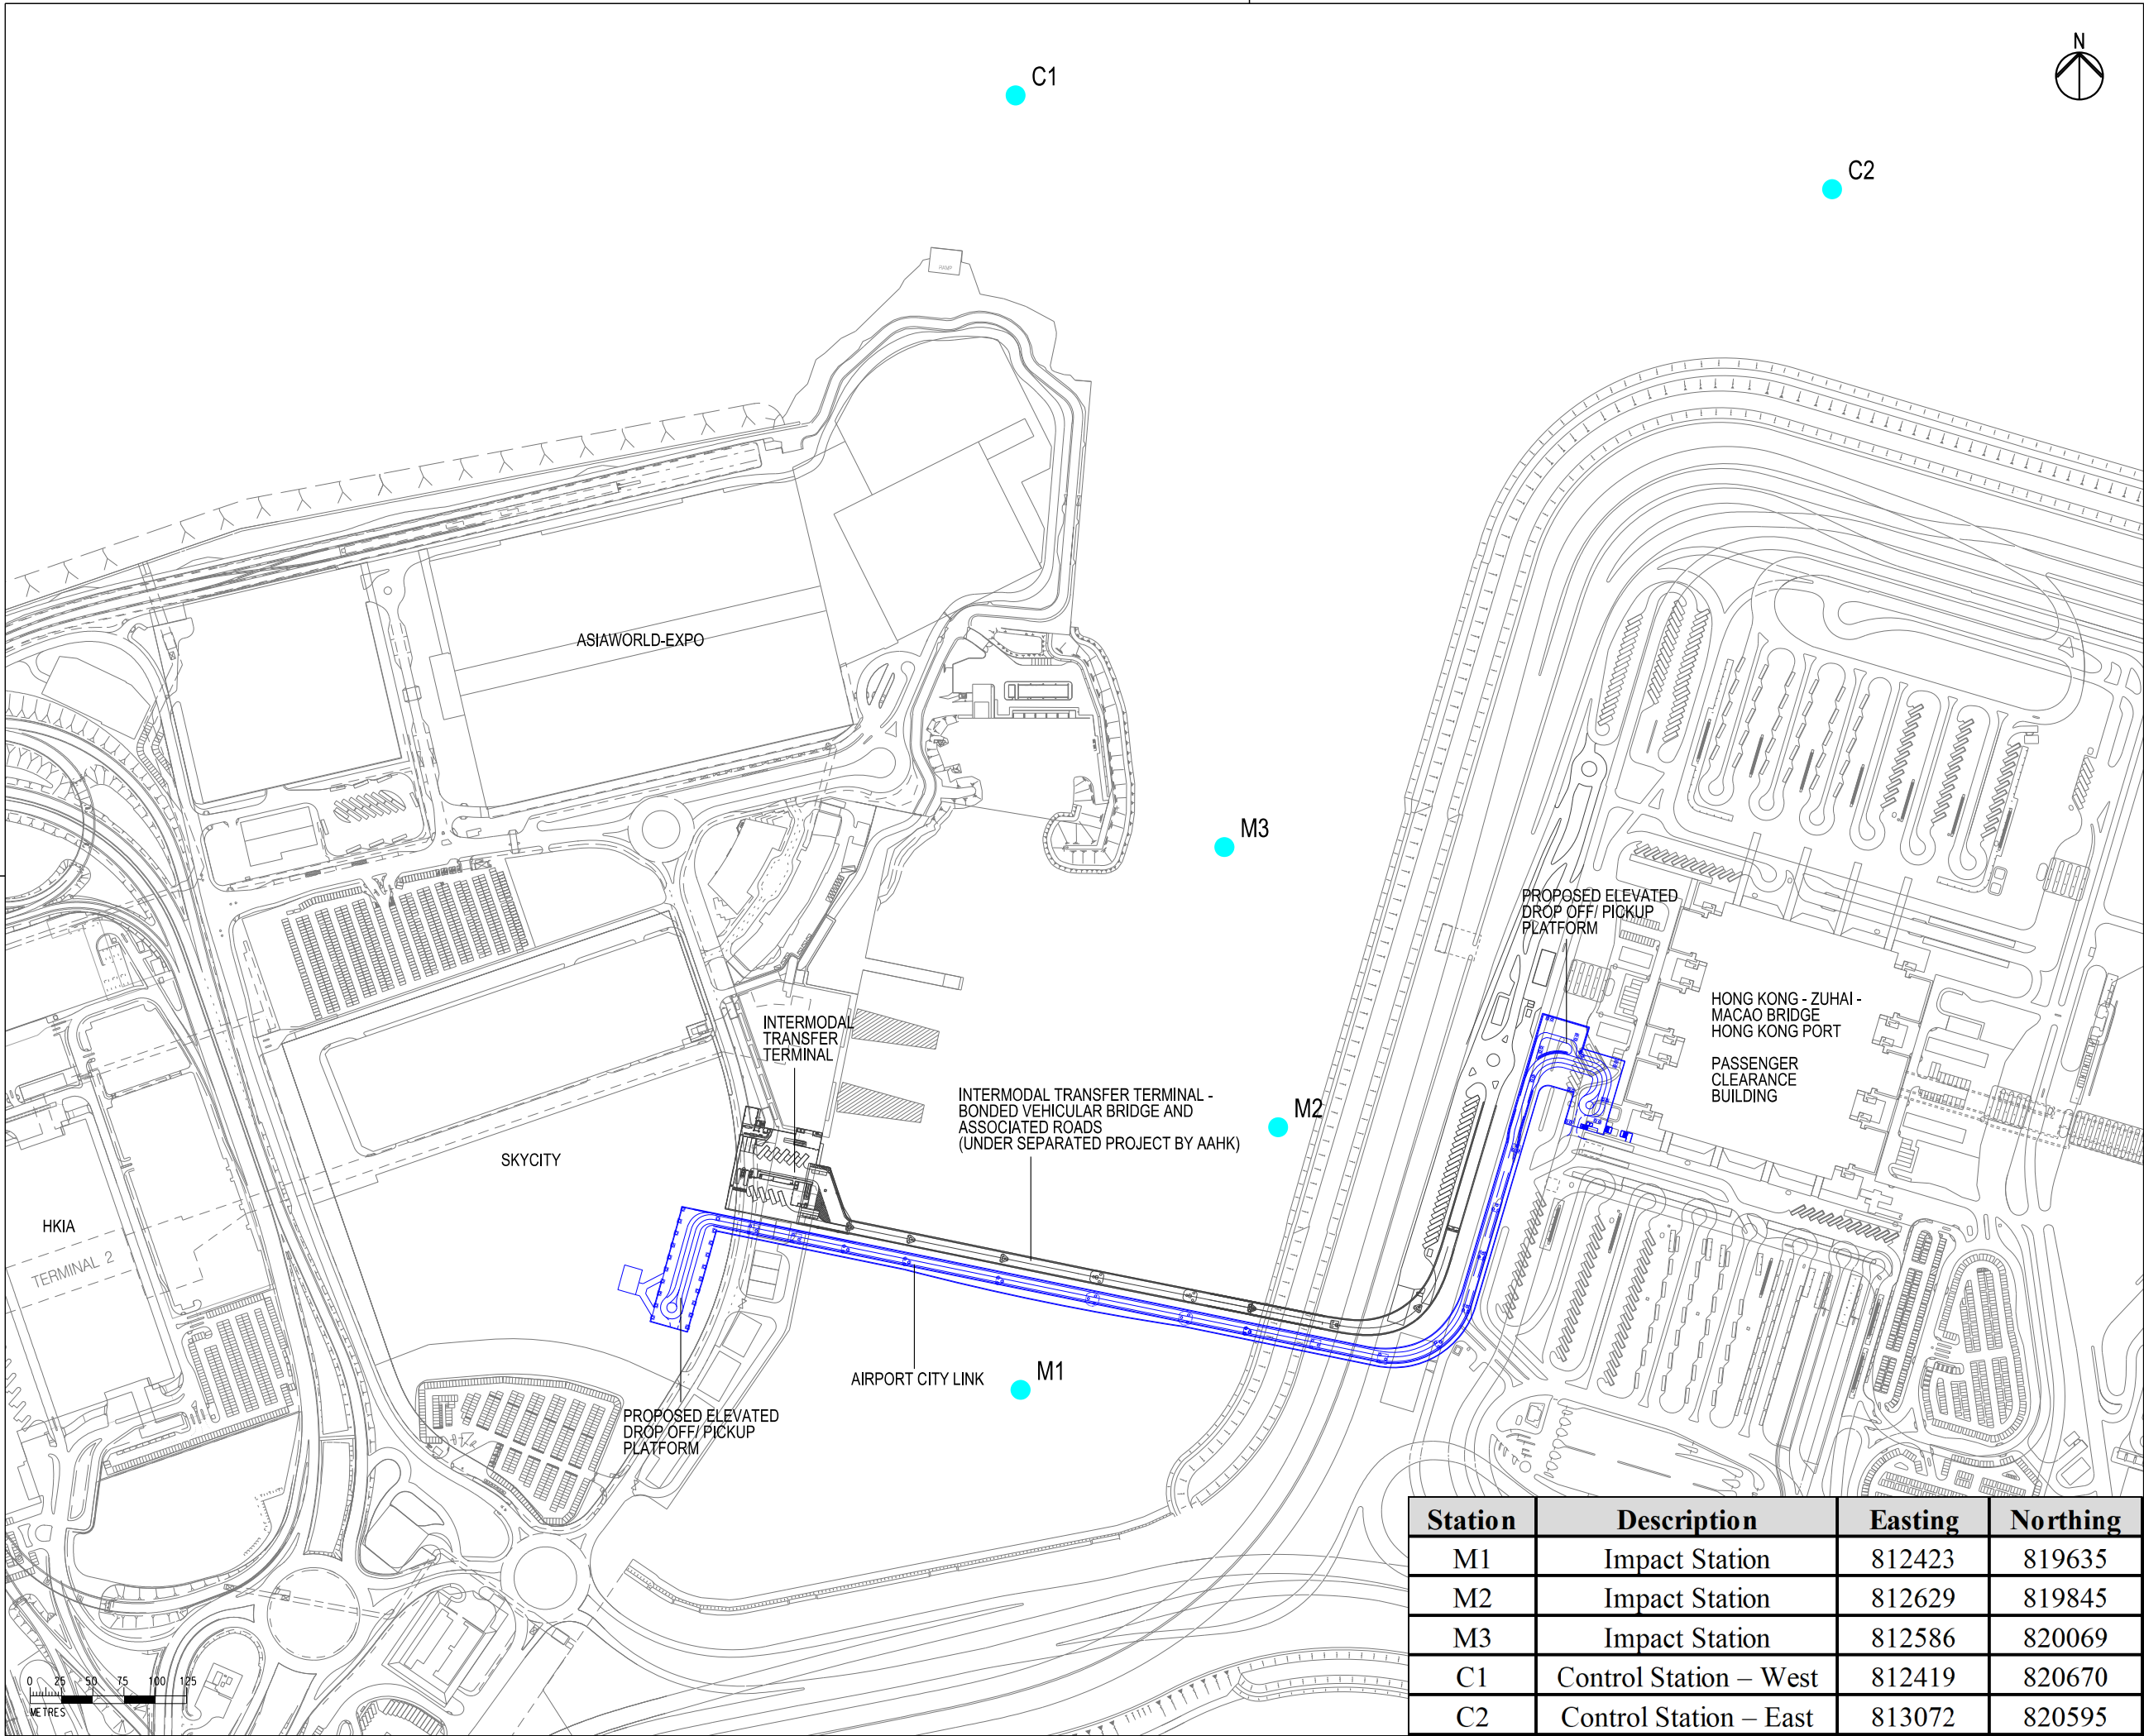 N
C1
C2
RAMP
ASIAWORLD-EXPO
M3
PROPOSED ELEVATED
DROP OFF/ PICKUP
PLATFORM
HONG KONG - ZUHAI -
MACAO BRIDGE
HONG KONG PORT
PASSENGER
CLEARANCE
BUILDING
INTERMODAL
TRANSFER
TERMINAL
INTERMODAL TRANSFER TERMINAL -
BONDED VEHICULAR BRIDGE AND
ASSOCIATED ROADS
(UNDER SEPARATED PROJECT BY AAHK)
M2
SKYCITY
HKIA
TERMINAL 2
AIRPORT CITY LINK
M1
PROPOSED ELEVATED
DROP OFF/ PICKUP
PLATFORM
Station Description Easting Northing
M1 Impact Station 812423 819635
M2 Impact Station 812629 819845
M3 Impact Station 812586 820069
C1 Control Station – West 812419 820670
C2 Control Station – East 813072 820595
0 25 50 75 100 125
METRES